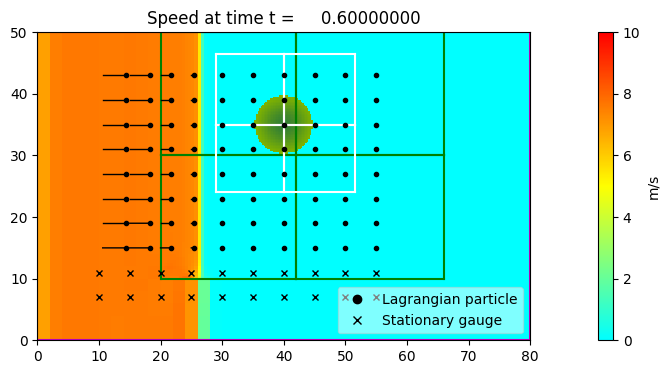 Speed at time t =     0.60000000
50
40
30
20
10
0
0 10 20 30 40 50 60 70 80
Lagrangian particle
Stationary gauge
10
8
6
4
2
0
m/s